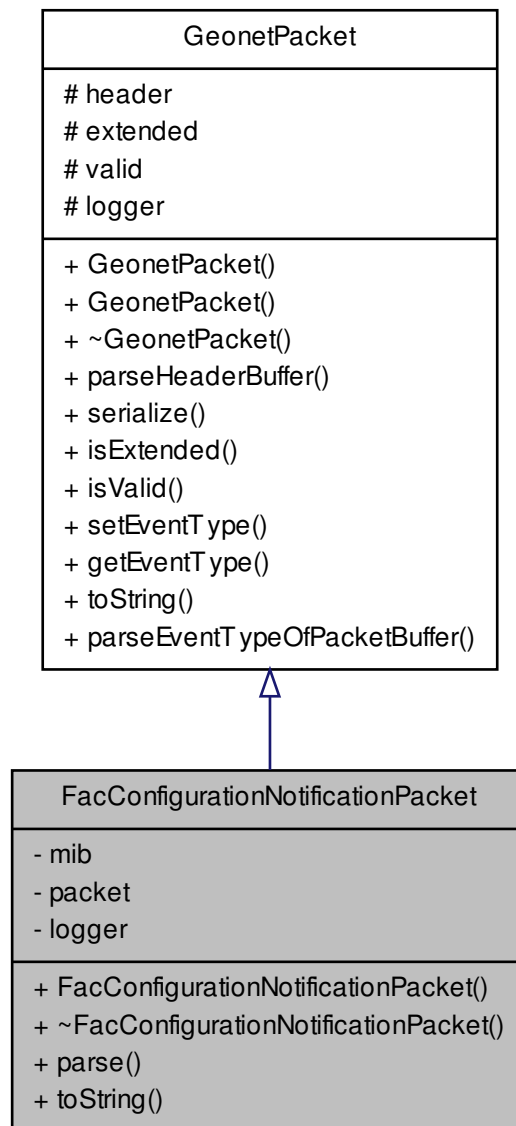 GeonetPacket
# header
# extended
# valid
# logger
+ GeonetPacket()
+ GeonetPacket()
+ ~GeonetPacket()
+ parseHeaderBuffer()
+ serialize()
+ isExtended()
+ isValid()
+ setEventType()
+ getEventType()
+ toString()
+ parseEventTypeOfPacketBuffer()
FacConfigurationNotificationPacket
- mib
- packet
- logger
+ FacConfigurationNotificationPacket()
+ ~FacConfigurationNotificationPacket()
+ parse()
+ toString()